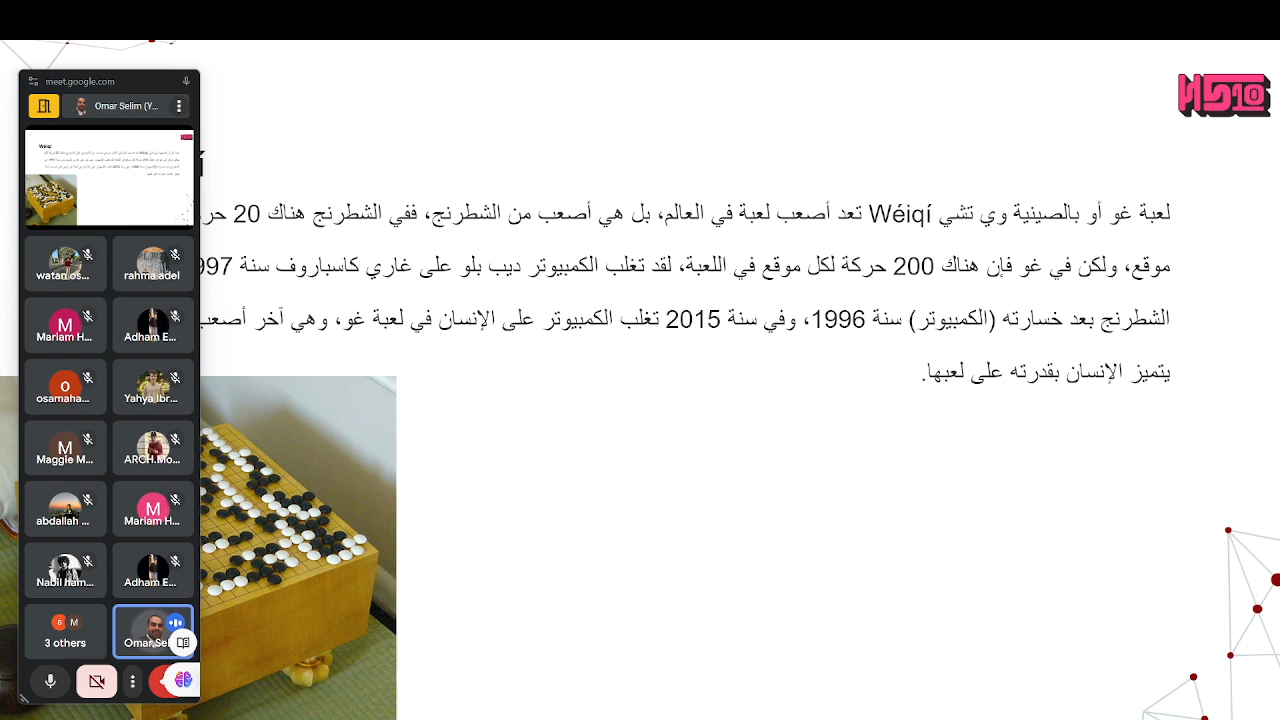 meet.google.com
Omar Selim (Y...
Wéiqí
watan os...
rahma adel
Mariam H...
Adham E...
osamaha...
Yahya Ibr...
Maggie M...
ARCH.Mo...
abdallah ...
Mariam H...
Nabil ham...
Adham E...
3 others
Omar Sel
لعبة غو أو بالصينية وي تشي Wéiqí تعد أصعب لعبة في العالم، بل هي أصعب من الشطرنج، ففي الشطرنج هناك 20
موقع، ولكن في غو فإن هناك 200 حركة لكل موقع في اللعبة، لقد تغلب الكمبيوتر ديب بلو على غاري كاسباروف سنة 997
الشطرنج بعد خسارته (الكمبيوتر) سنة 1996، وفي سنة 2015 تغلب الكمبيوتر على الإنسان في لعبة غو، وهي آخر أصعب
يتميز الإنسان بقدرته على لعبها.